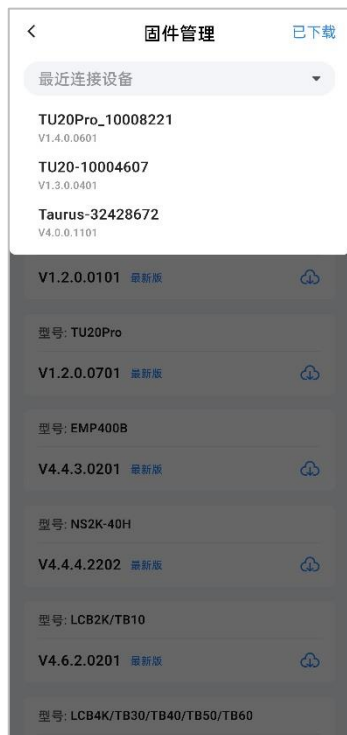 固件管理
已下载
最近连接设备
TU20Pro_10008221
V1.4.0.0601
TU20-10004607
V1.3.0.0401
Taurus-32428672
V4.0.0.1101
V1.2.0.0101 最新版
型号: TU20Pro
V1.2.0.0701 最新版
型号: EMP400B
V4.4.3.0201 最新版
型号: NS2K-40H
V4.4.4.2202 最新版
型号: LCB2K/TB10
V4.6.2.0201 最新版
型号: LCB4K/TB30/TB40/TB50/TB60